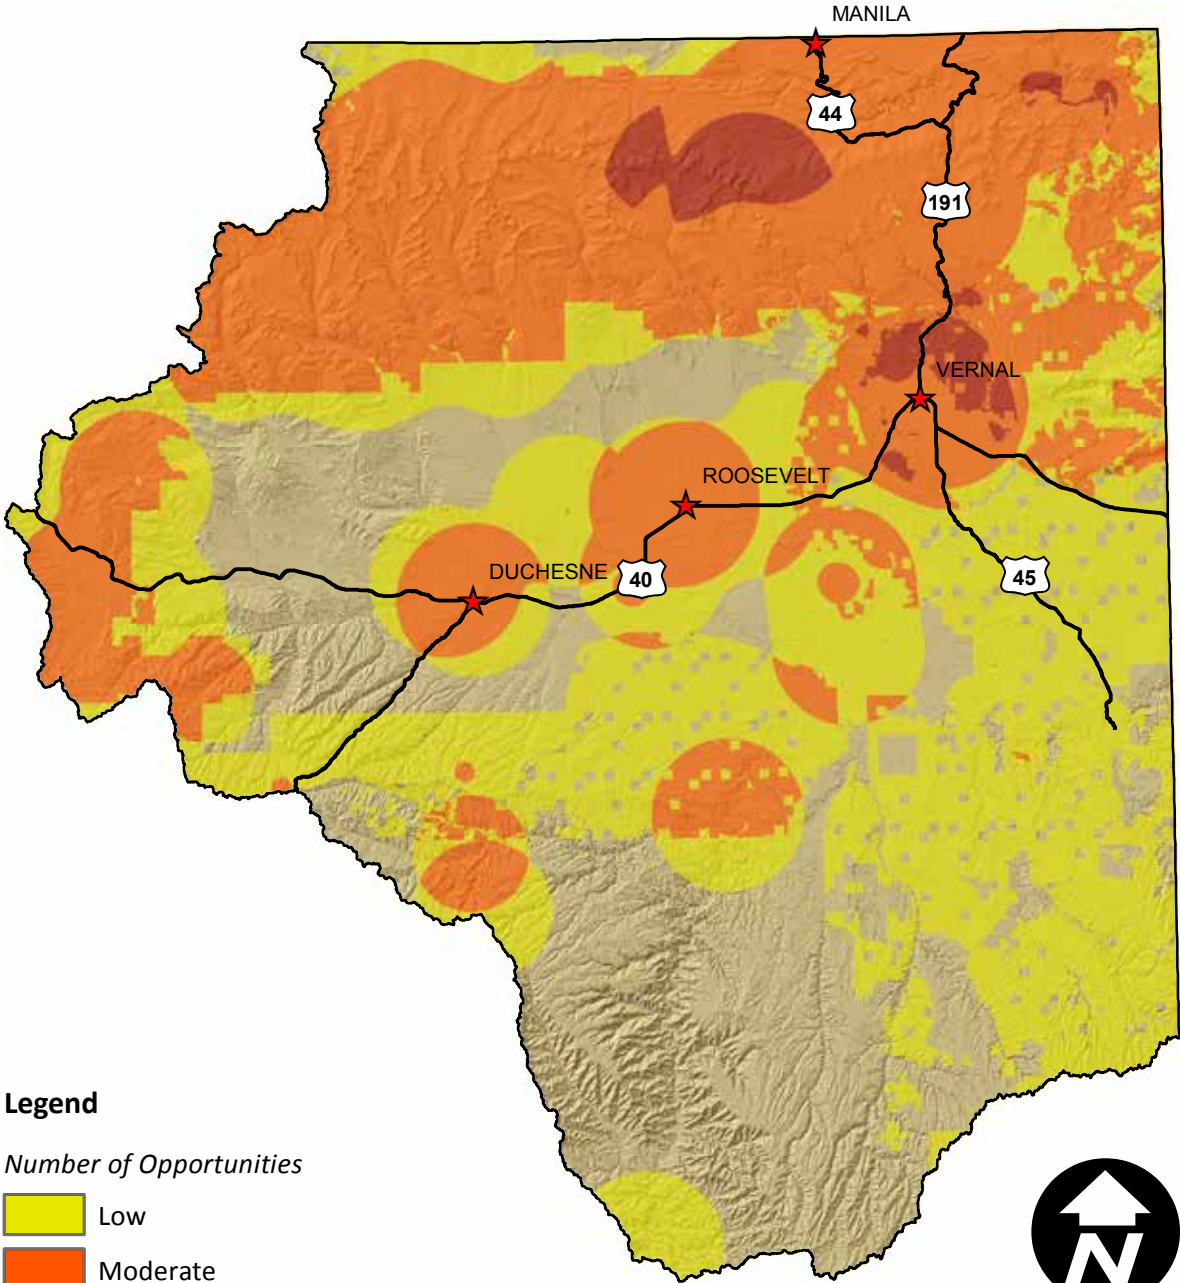 MANILA
44
191
VERNAL
ROOSEVELT
DUCHESNE
40
45
Legend
Number of Opportunities
Low
Moderate
N